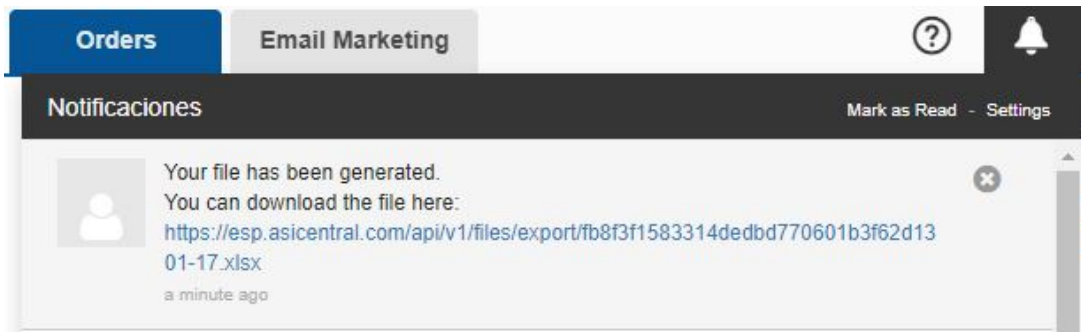 Orders
Email Marketing
Notificaciones
Mark as Read - Settings
Your file has been generated.
You can download the file here:
https://esp.asicentral.com/api/v1/files/export/fb8f3f1583314dedbd770601b3f62d13
01-17.xlsx
a minute ago